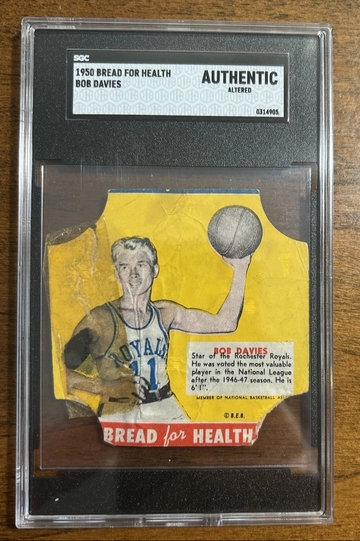 SGC
1950 BREAD FOR HEALTH
BOB DAVIES
AUTHENTIC
ALTERED
0314905
ROYALS
11
BOB DAVIES
Star of the Rochester Royals.
He was voted the most valuable
player in the National League
after the 1946-47 season. He is
6'1".
MEMBER OF NATIONAL BASKETBALL
© B.E.B.
BREAD for HEALTH